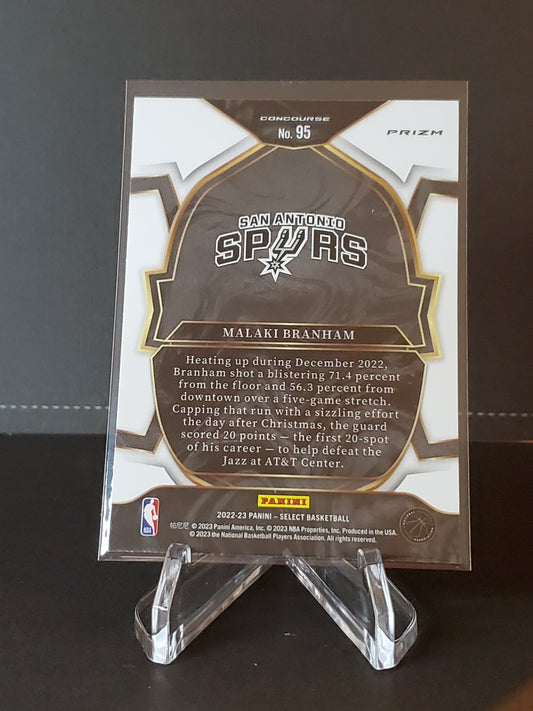 CONCOURSE
No. 95
PRIZM
SAN ANTONIO
SPURS
MALAKI BRANHAM
Heating up during December 2022,
Branham shot a blistering 71.4 percent
from the floor and 56.3 percent from
downtown over a five-game stretch.
Capping that run with a sizzling effort
the day after Christmas, the guard
scored 20 points — the first 20-spot
of his career — to help defeat the
Jazz at AT&T Center.
PANINI
2022-23 PANINI – SELECT BASKETBALL
NBA
帕尼尼 © 2023 Panini America, Inc. © 2023 NBA Properties, Inc. Produced in the USA.
© 2023 the National Basketball Players Association. All rights reserved.